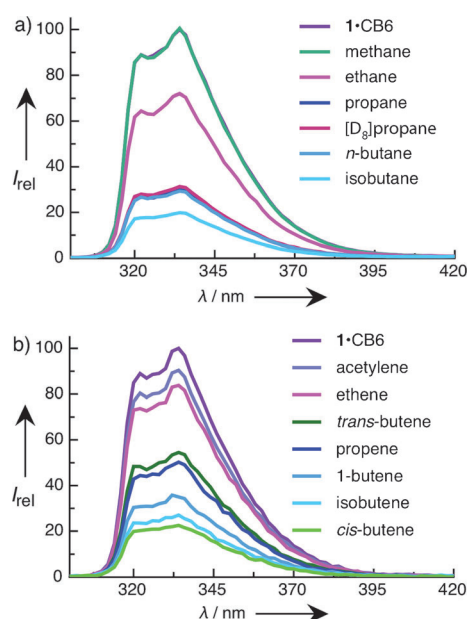 a)
100
80
60
40
20
0
I rel
320 345 370 395 420
λ / nm
1•CB6
methane
ethane
propane
[D₈]propane
n-butane
isobutane
b)
100
80
60
40
20
0
I rel
320 345 370 395 420
λ / nm
1•CB6
acetylene
ethene
trans-butene
propene
1-butene
isobutene
cis-butene